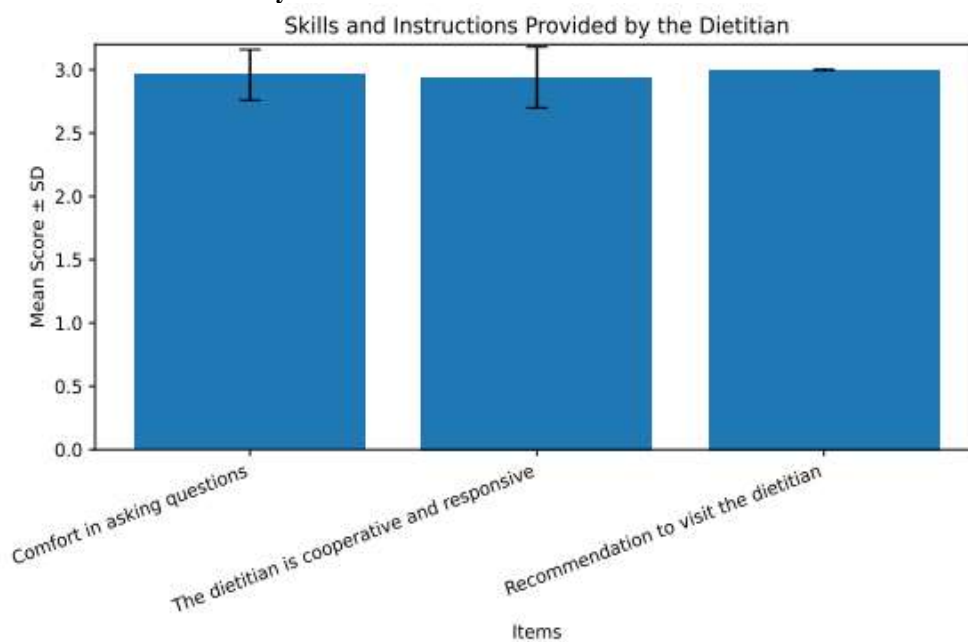 Skills and Instructions Provided by the Dietitian
Mean Score ± SD
3.0
2.5
2.0
1.5
1.0
0.5
0.0
Comfort in asking questions
The dietitian is cooperative and responsive
Recommendation to visit the dietitian
Items